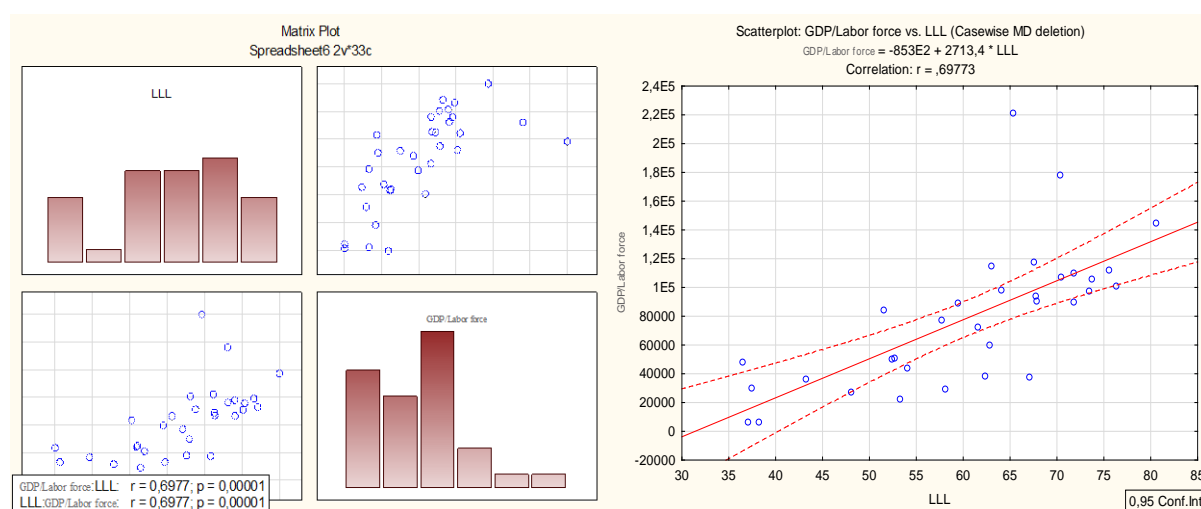 Matrix Plot
Spreadsheet6 2v*33c
LLL
GDP/Labor force
GDP/Labor force:LLL: r = 0,6977; p = 0,00001
LLL:GDP/Labor force: r = 0,6977; p = 0,00001
Scatterplot: GDP/Labor force vs. LLL (Casewise MD deletion)
GDP/Labor force = -853E2 + 2713,4 * LLL
Correlation: r = ,69773
GDP/Labor force
2,4E5
2,2E5
2E5
1,8E5
1,6E5
1,4E5
1,2E5
1E5
80000
60000
40000
20000
0
-20000
30 35 40 45 50 55 60 65 70 75 80 85
LLL
0,95 Conf.Int